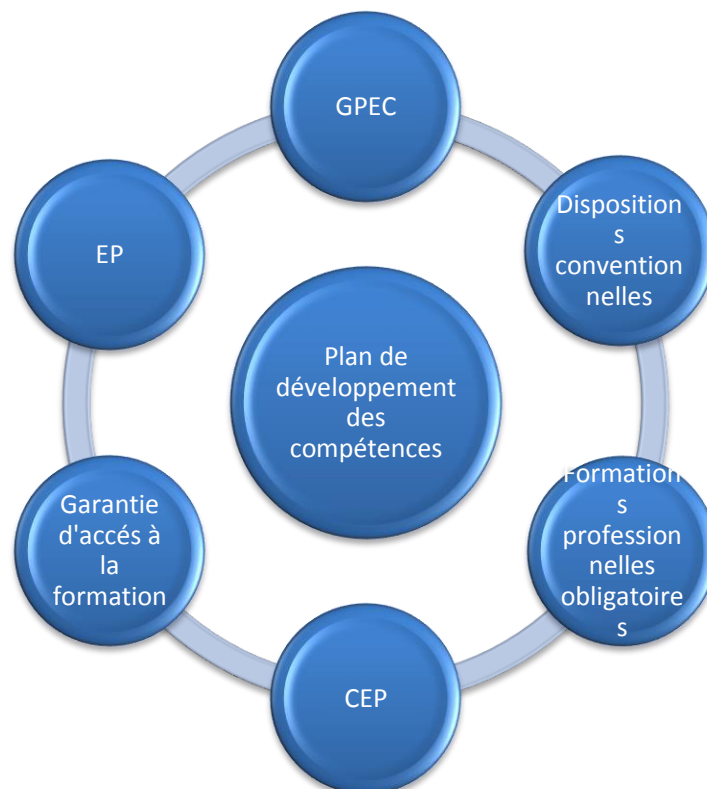 GPEC
Disposition
s
convention
nelles
EP
Plan de
développement
des
compétences
Garantie
d'accés à
la
formation
Formation
s
profession
nelles
obligatoire
s
CEP